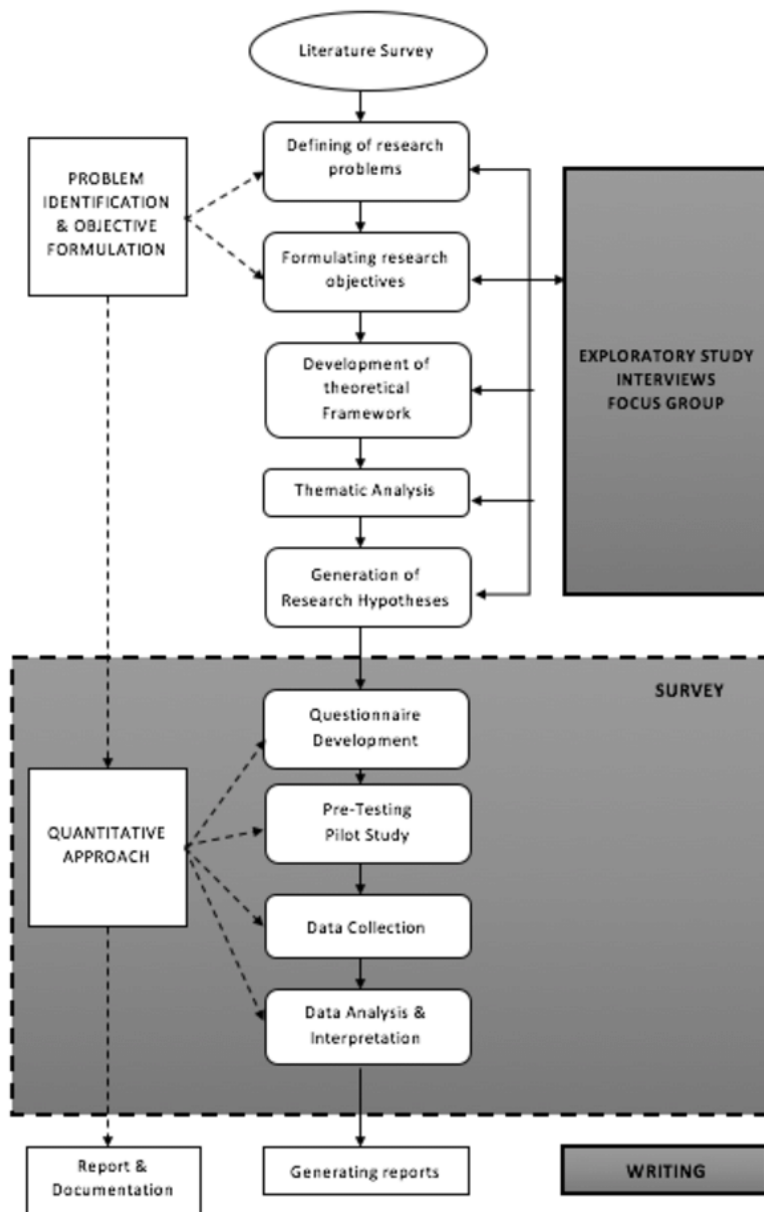 Literature Survey
Defining of research
problems
PROBLEM
IDENTIFICATION
& OBJECTIVE
FORMULATION
Formulating research
objectives
EXPLORATORY STUDY
INTERVIEWS
FOCUS GROUP
Development of
theoretical
Framework
Thematic Analysis
Generation of
Research Hypotheses
SURVEY
Questionnaire
Development
Pre-Testing
Pilot Study
QUANTITATIVE
APPROACH
Data Collection
Data Analysis &
Interpretation
Report &
Documentation
Generating reports
WRITING